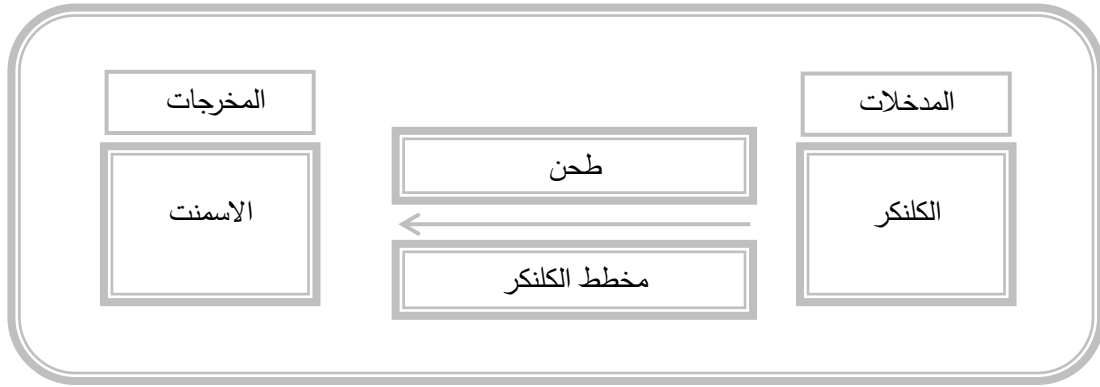 المدخلات
الكلنكر
طحن
مخطط الكلنكر
المخرجات
الاسمنت